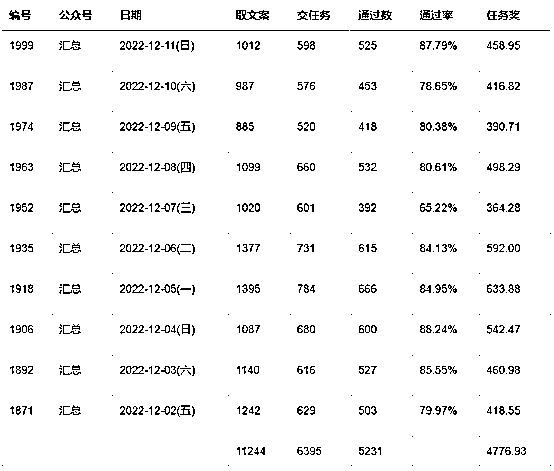 编号 公众号 日期 取文案 交任务 通过数 通过率 任务奖
1999 汇总 2022-12-11(日) 1012 598 525 87.79% 458.95
1987 汇总 2022-12-10(六) 987 576 453 78.65% 416.82
1974 汇总 2022-12-09(五) 885 520 418 80.38% 390.71
1963 汇总 2022-12-08(四) 1099 660 532 80.61% 498.29
1952 汇总 2022-12-07(三) 1020 601 392 65.22% 364.28
1935 汇总 2022-12-06(二) 1377 731 615 84.13% 592.00
1918 汇总 2022-12-05(一) 1395 784 666 84.95% 633.88
1906 汇总 2022-12-04(日) 1087 680 600 88.24% 542.47
1892 汇总 2022-12-03(六) 1140 616 527 85.55% 460.98
1871 汇总 2022-12-02(五) 1242 629 503 79.97% 418.55
11244 6395 5231 4776.93